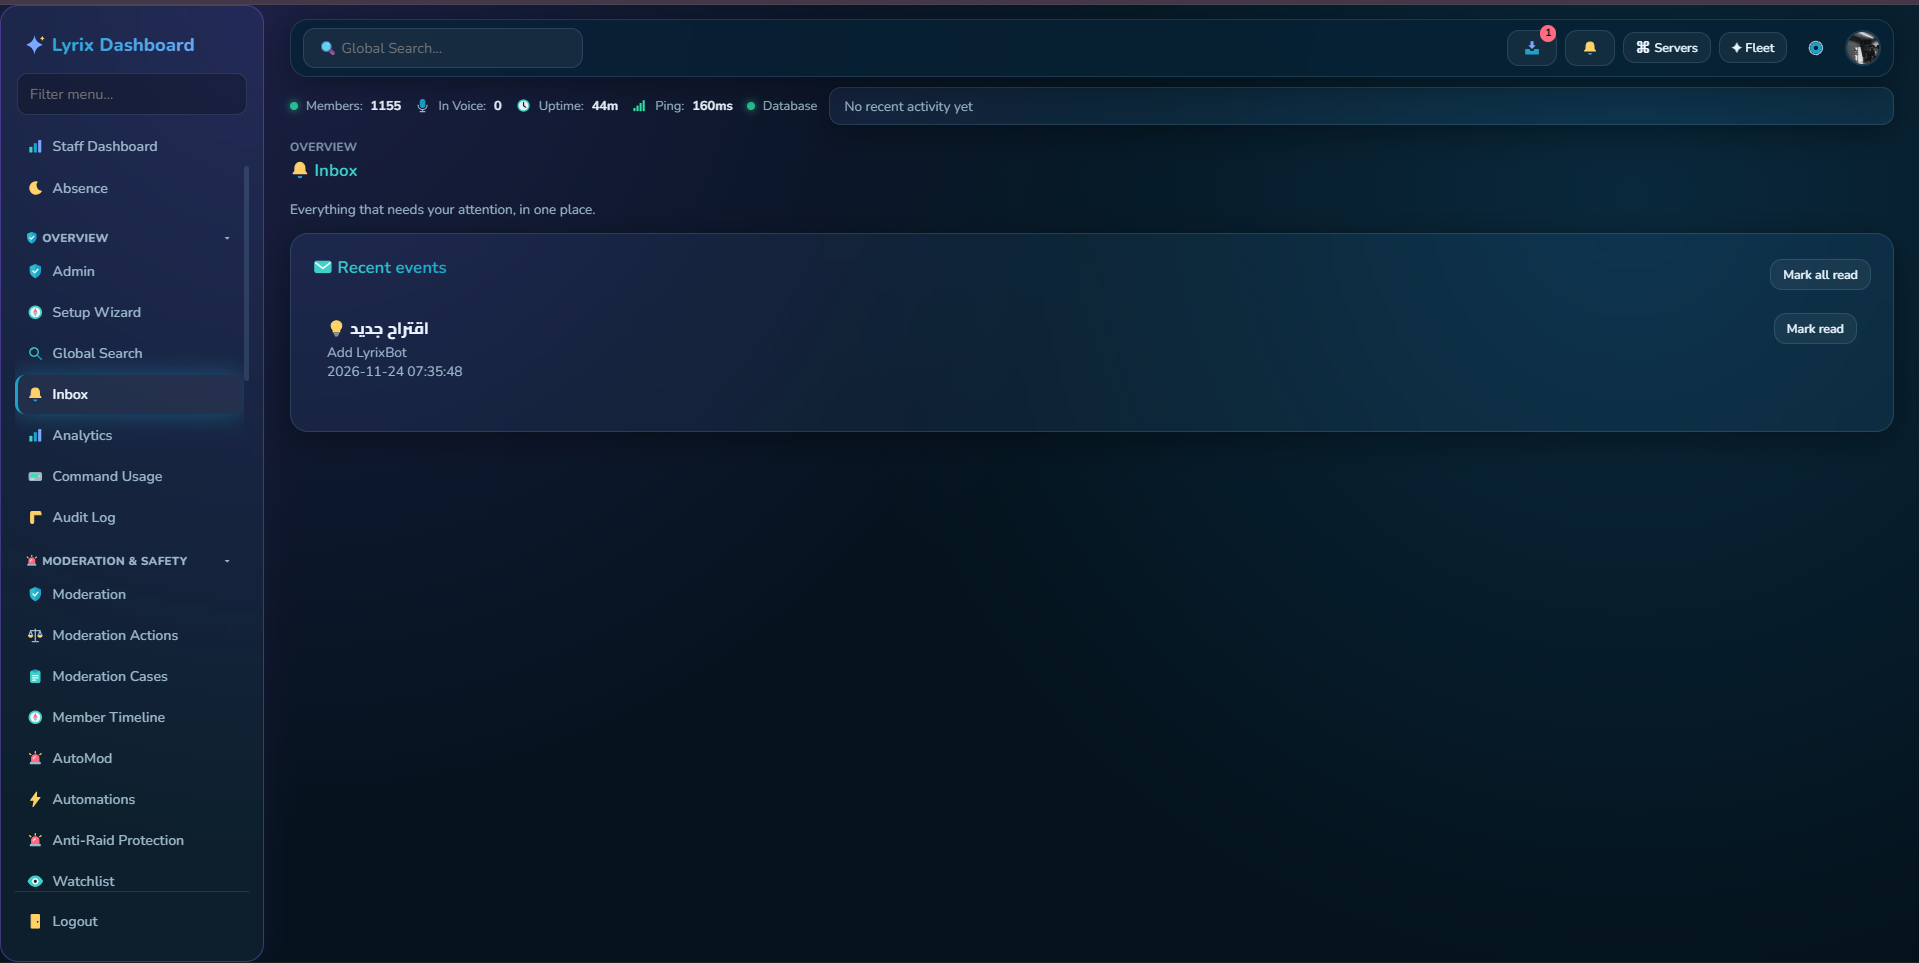 Lyrix Dashboard
Filter menu...
Staff Dashboard
Absence
OVERVIEW
Admin
Setup Wizard
Global Search
Inbox
Analytics
Command Usage
Audit Log
MODERATION & SAFETY
Moderation
Moderation Actions
Moderation Cases
Member Timeline
AutoMod
Automations
Anti-Raid Protection
Watchlist
Logout
Global Search...
1
Servers
Fleet
Members: 1155 In Voice: 0 Uptime: 44m Ping: 160ms Database
No recent activity yet
OVERVIEW
Inbox
Everything that needs your attention, in one place.
Recent events
Mark all read
اقتراح جديد
Add LyrixBot
2026-11-24 07:35:48
Mark read